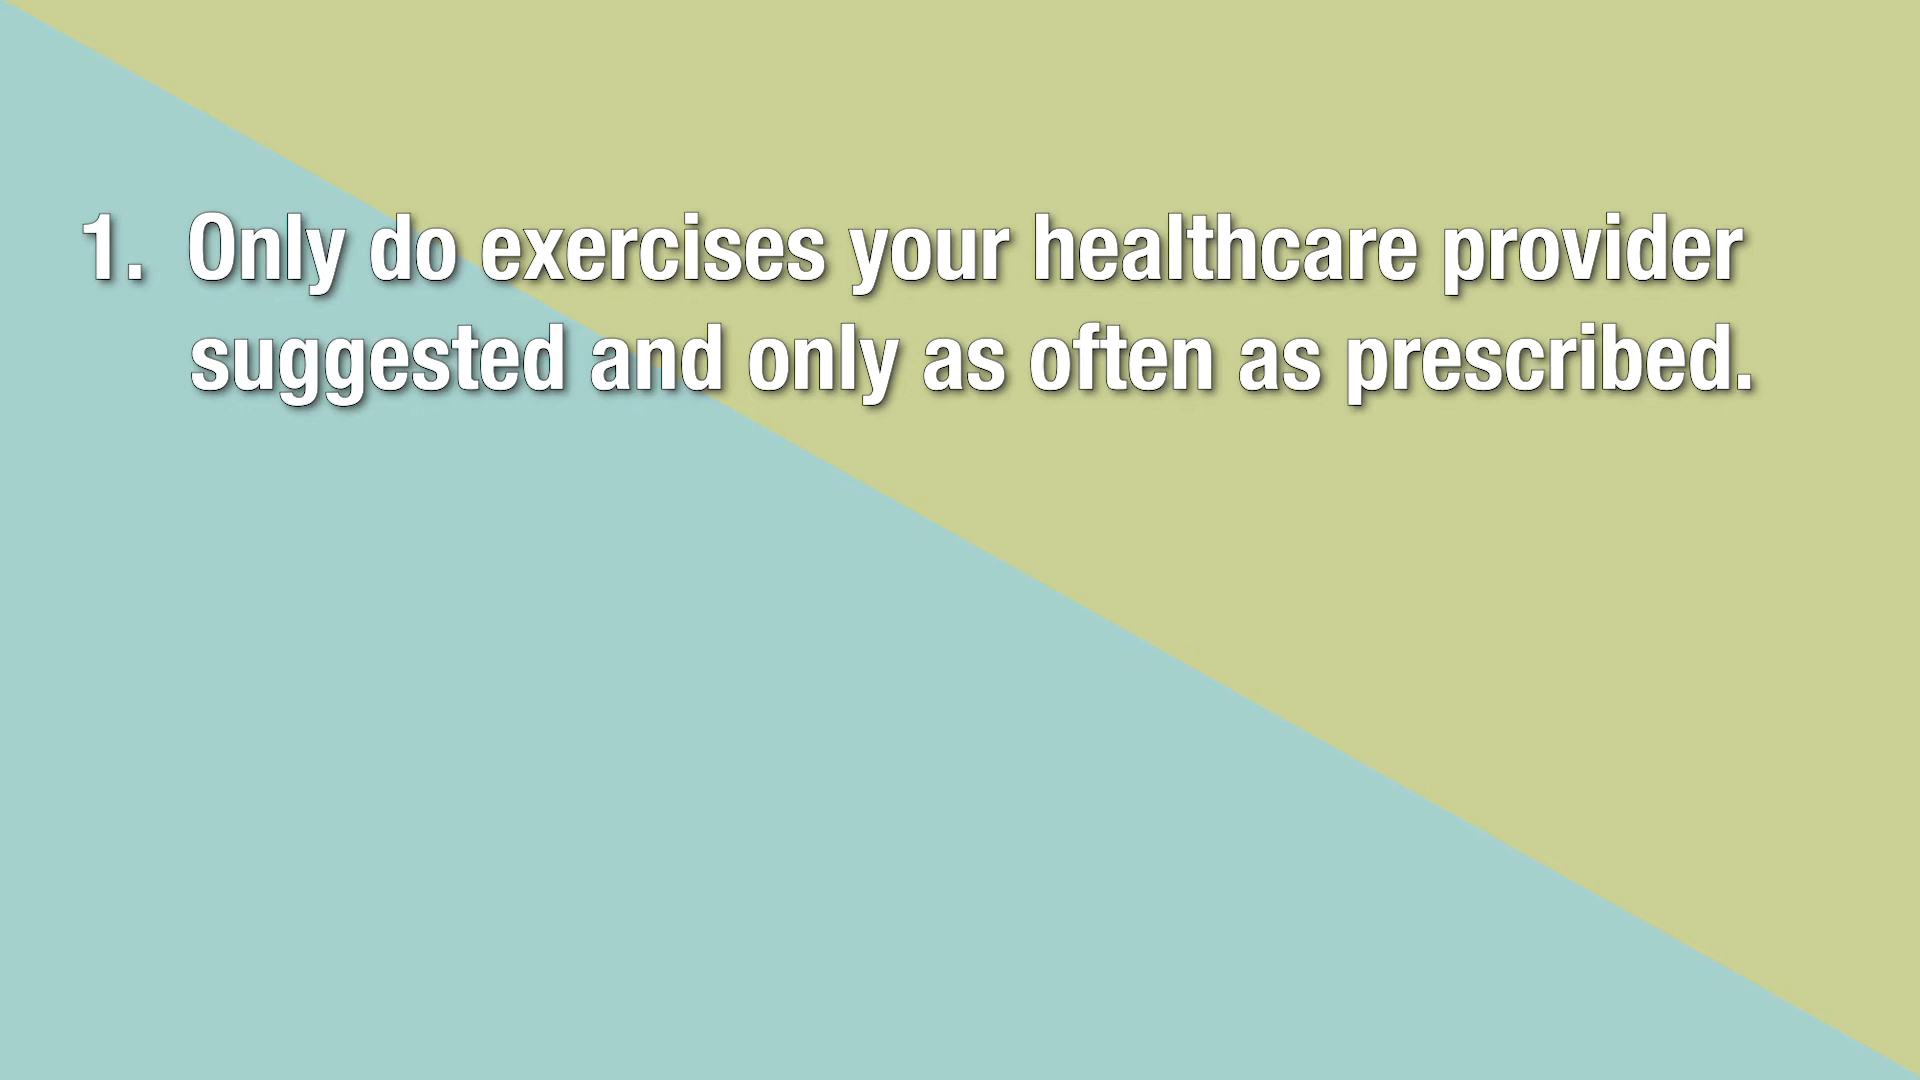 1. Only do exercises your healthcare provider
suggested and only as often as prescribed.